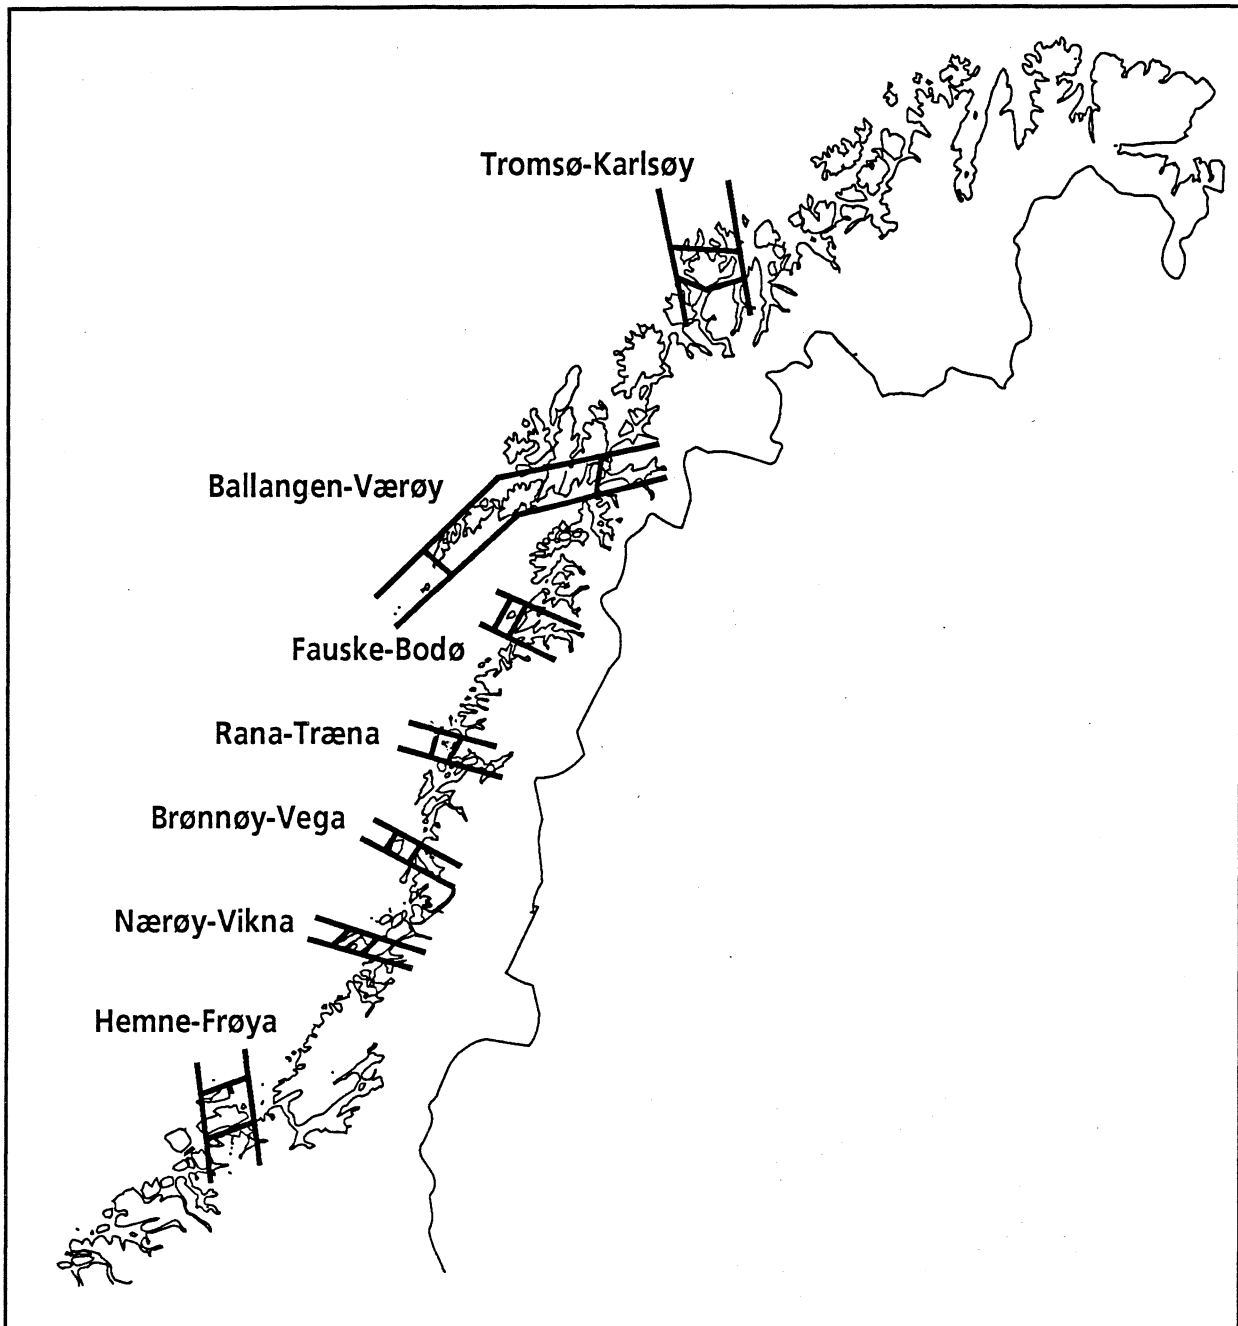 Tromsø-Karlsøy
Ballangen-Værøy
Fauske-Bodø
Rana-Træna
Brønnøy-Vega
Nærøy-Vikna
Hemne-Frøya